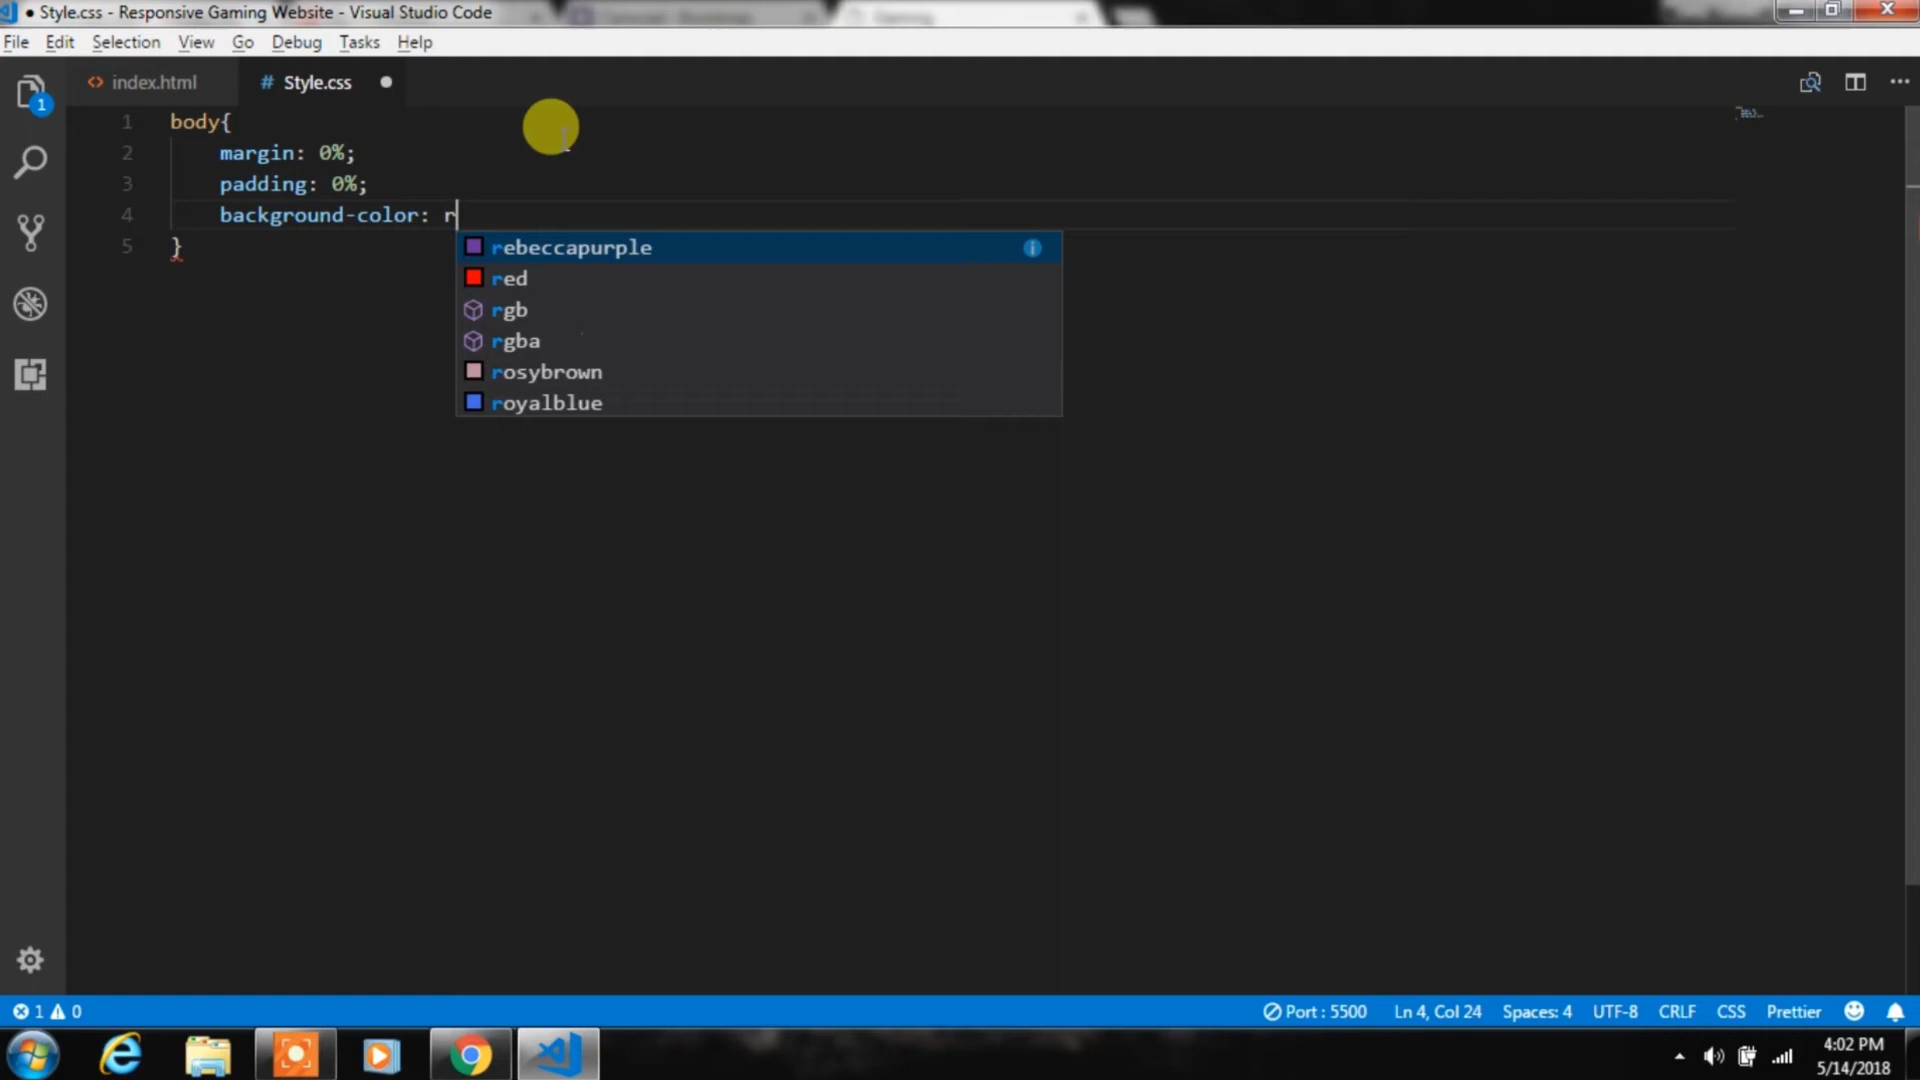 ● Style.css - Responsive Gaming Website - Visual Studio Code
File Edit Selection View Go Debug Tasks Help
1
<> index.html # Style.css ●
1 body{
2 margin: 0%;
3 padding: 0%;
4 background-color: r
5 }
rebeccapurple
red
rgb
rgba
rosybrown
royalblue
1 0 Port : 5500 Ln 4, Col 24 Spaces: 4 UTF-8 CRLF CSS Prettier
4:02 PM
5/14/2018